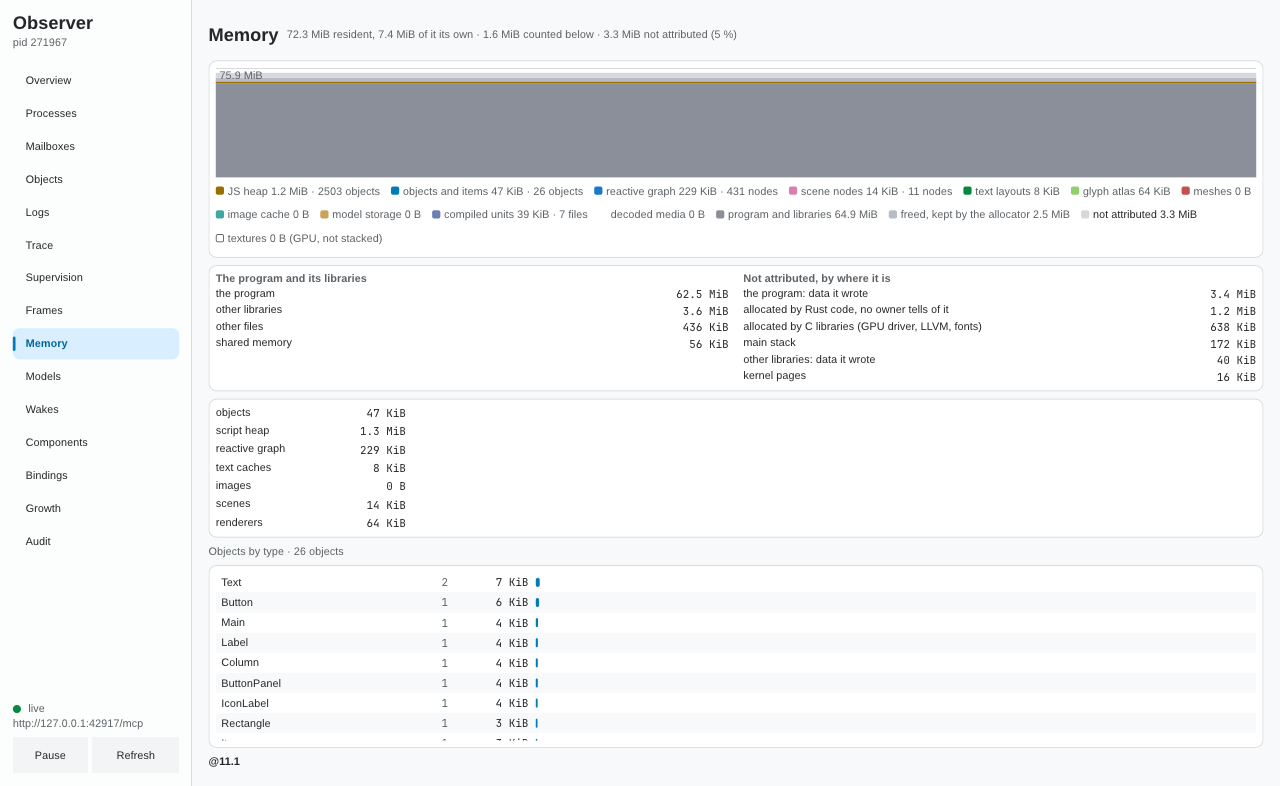 Observer
pid 271967
Overview
Processes
Mailboxes
Objects
Logs
Trace
Supervision
Frames
Memory
Models
Wakes
Components
Bindings
Growth
Audit
live
http://127.0.0.1:42917/mcp
Pause Refresh
Memory 72.3 MiB resident, 7.4 MiB of it its own · 1.6 MiB counted below · 3.3 MiB not attributed (5 %)
75.9 MiB
JS heap 1.2 MiB · 2503 objects objects and items 47 KiB · 26 objects reactive graph 229 KiB · 431 nodes scene nodes 14 KiB · 11 nodes text layouts 8 KiB glyph atlas 64 KiB meshes 0 B
image cache 0 B model storage 0 B compiled units 39 KiB · 7 files decoded media 0 B program and libraries 64.9 MiB freed, kept by the allocator 2.5 MiB not attributed 3.3 MiB
textures 0 B (GPU, not stacked)
The program and its libraries
the program 62.5 MiB
other libraries 3.6 MiB
other files 436 KiB
shared memory 56 KiB
Not attributed, by where it is
the program: data it wrote 3.4 MiB
allocated by Rust code, no owner tells of it 1.2 MiB
allocated by C libraries (GPU driver, LLVM, fonts) 638 KiB
main stack 172 KiB
other libraries: data it wrote 40 KiB
kernel pages 16 KiB
objects 47 KiB
script heap 1.3 MiB
reactive graph 229 KiB
text caches 8 KiB
images 0 B
scenes 14 KiB
renderers 64 KiB
Objects by type · 26 objects
Text 2 7 KiB
Button 1 6 KiB
Main 1 4 KiB
Label 1 4 KiB
Column 1 4 KiB
ButtonPanel 1 4 KiB
IconLabel 1 4 KiB
Rectangle 1 3 KiB
@11.1